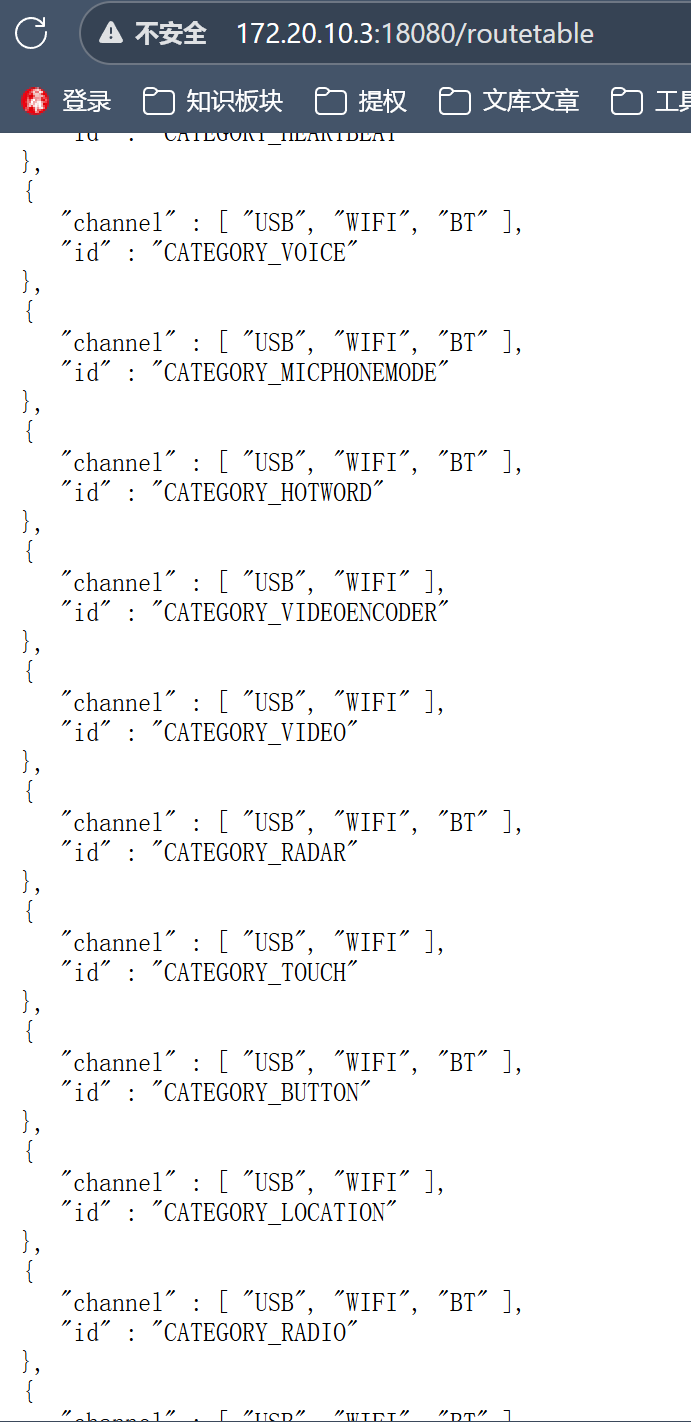 不安全 172.20.10.3:18080/routetable
登录 知识板块 提权 文库文章 工具
"id" : "CATEGORY_HEARTBEAT"
},
{
"channel" : [ "USB", "WIFI", "BT" ],
"id" : "CATEGORY_VOICE"
},
{
"channel" : [ "USB", "WIFI", "BT" ],
"id" : "CATEGORY_MICPHONEMODE"
},
{
"channel" : [ "USB", "WIFI", "BT" ],
"id" : "CATEGORY_HOTWORD"
},
{
"channel" : [ "USB", "WIFI" ],
"id" : "CATEGORY_VIDEOENCODER"
},
{
"channel" : [ "USB", "WIFI" ],
"id" : "CATEGORY_VIDEO"
},
{
"channel" : [ "USB", "WIFI", "BT" ],
"id" : "CATEGORY_RADAR"
},
{
"channel" : [ "USB", "WIFI" ],
"id" : "CATEGORY_TOUCH"
},
{
"channel" : [ "USB", "WIFI", "BT" ],
"id" : "CATEGORY_BUTTON"
},
{
"channel" : [ "USB", "WIFI" ],
"id" : "CATEGORY_LOCATION"
},
{
"channel" : [ "USB", "WIFI", "BT" ],
"id" : "CATEGORY_RADIO"
},
{
"channel" : [ "USB", "WIFI", "BT" ]